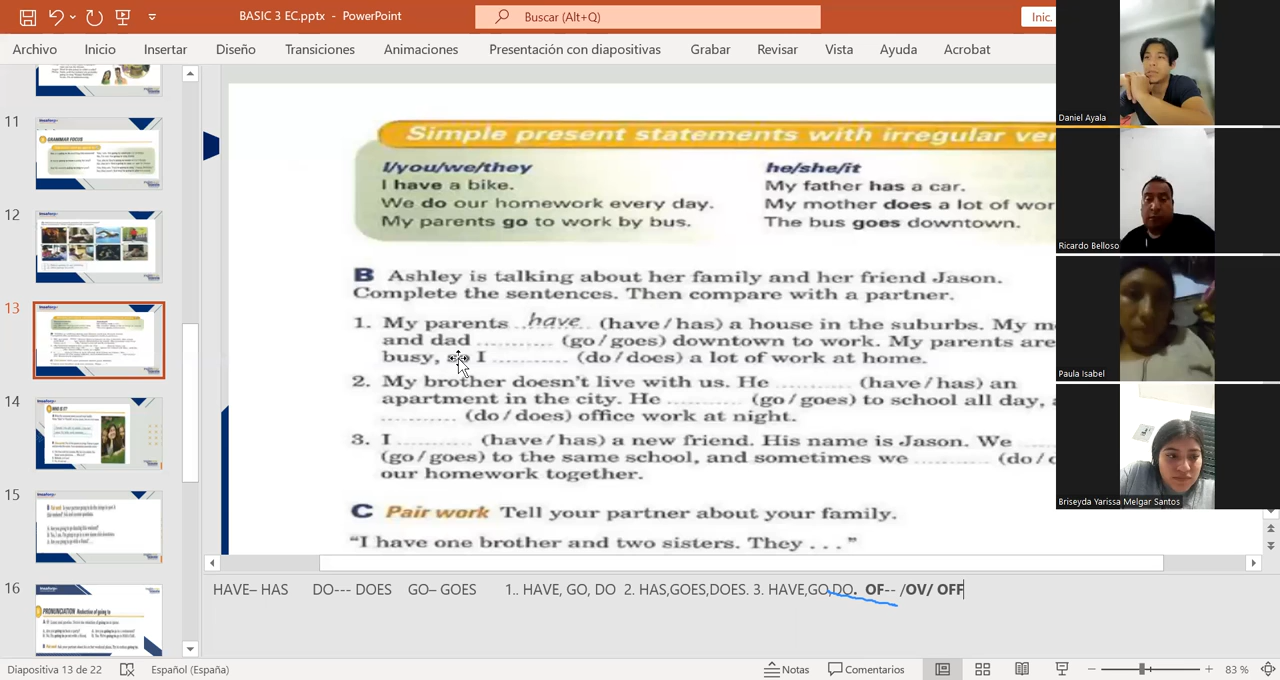 BASIC 3 EC.pptx - PowerPoint
Buscar (Alt+Q)
Inic.
Archivo Inicio Insertar Diseño Transiciones Animaciones Presentación con diapositivas Grabar Revisar Vista Ayuda Acrobat
11
GRAMMAR FOCUS
12
13
14
WHO IS IT?
15
16
PRONUNCIATION Reduction of going to
Simple present statements with irregular ver
I/you/we/they he/she/it
I have a bike. My father has a car.
We do our homework every day. My mother does a lot of wor
My parents go to work by bus. The bus goes downtown.
B Ashley is talking about her family and her friend Jason.
Complete the sentences. Then compare with a partner.
1. My parents have (have / has) a house in the suburbs. My m
and dad .......... (go / goes) downtown to work. My parents are
busy, so I .......... (do / does) a lot of work at home.
2. My brother doesn't live with us. He .......... (have / has) an
apartment in the city. He .......... (go / goes) to school all day,
.......... (do / does) office work at night.
3. I .......... (have / has) a new friend. His name is Jason. We
(go / goes) to the same school, and sometimes we .......... (do / d
our homework together.
C Pair work Tell your partner about your family.
"I have one brother and two sisters. They . . . "
Daniel Ayala
Ricardo Belloso
Paula Isabel
Briseyda Yarissa Melgar Santos
HAVE– HAS DO--- DOES GO– GOES 1.. HAVE, GO, DO 2. HAS,GOES,DOES. 3. HAVE,GO,DO. OF-- /OV/ OFF
Diapositiva 13 de 22 Español (España) Notas Comentarios 83 %